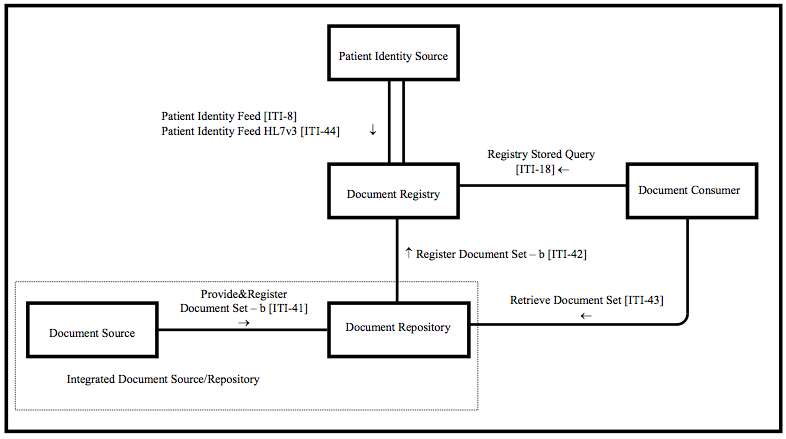 Patient Identity Source
Patient Identity Feed [ITI-8]
Patient Identity Feed HL7v3 [ITI-44] ↓
Registry Stored Query
[ITI-18] ←
Document Registry
Document Consumer
↑ Register Document Set – b [ITI-42]
Provide&Register
Document Set – b [ITI-41]
→
Retrieve Document Set [ITI-43]
←
Document Source
Document Repository
Integrated Document Source/Repository